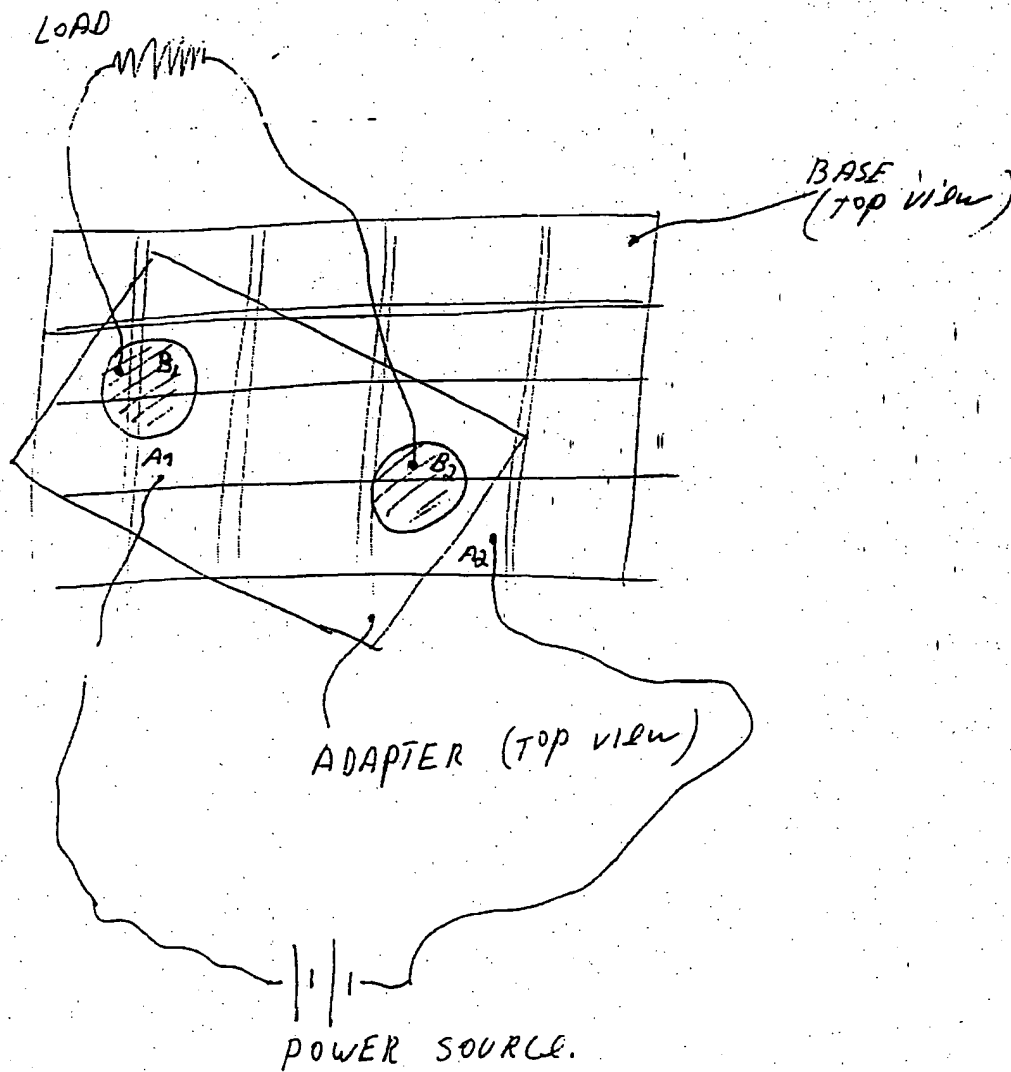 LOAD
BASE
(TOP view)
B1
A1
B2
A2
ADAPTER (TOP view)
POWER SOURCE.